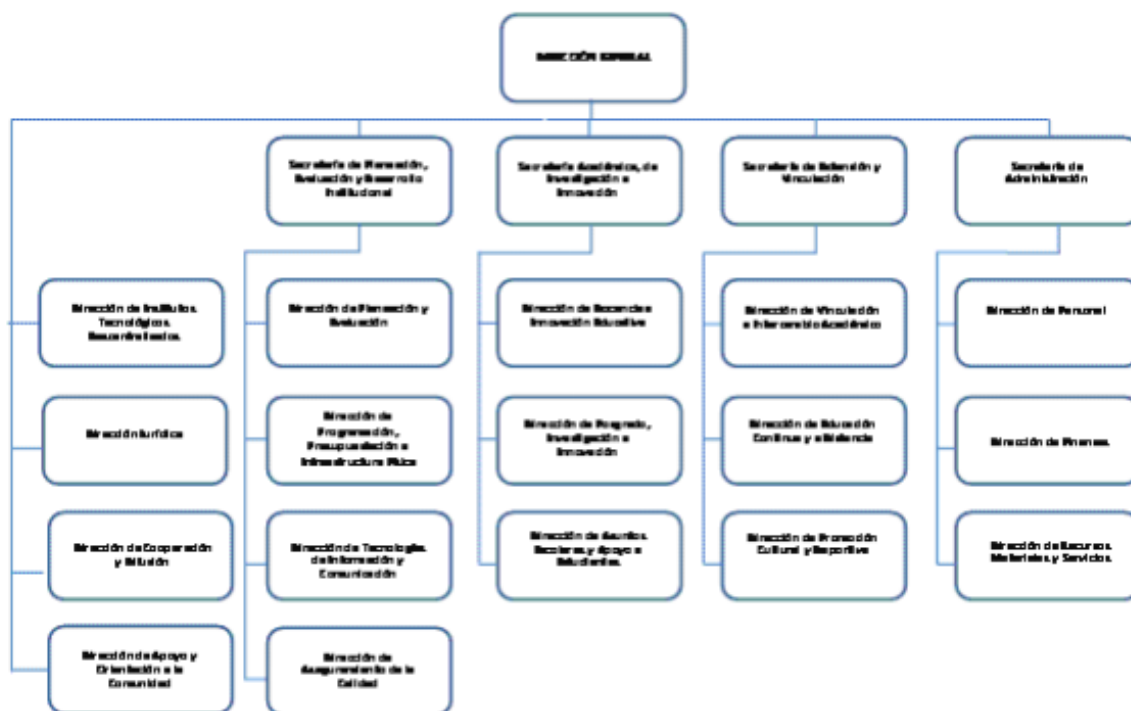 DIRECCIÓN GENERAL
Secretaría de Planeación,
Evaluación y Desarrollo
Institucional
Secretaría Académica, de
Investigación e
Innovación
Secretaría de Extensión y
Vinculación
Secretaría de
Administración
Dirección de Institutos
Tecnológicos
Descentralizados
Dirección de Planeación y
Evaluación
Dirección de Docencia e
Innovación Educativa
Dirección de Vinculación
e Intercambio Académico
Dirección de Personal
Dirección Jurídica
Dirección de
Programación,
Presupuestación e
Infraestructura Física
Dirección de Posgrado,
Investigación e
Innovación
Dirección de Educación
Continua y a Distancia
Dirección de Finanzas
Dirección de Cooperación
y Difusión
Dirección de Tecnologías
de Información y
Comunicación
Dirección de Asuntos
Escolares y Apoyo a
Estudiantes
Dirección de Promoción
Cultural y Deportiva
Dirección de Recursos
Materiales y Servicios
Dirección de Apoyo y
Orientación a la
Comunidad
Dirección de
Aseguramiento de la
Calidad